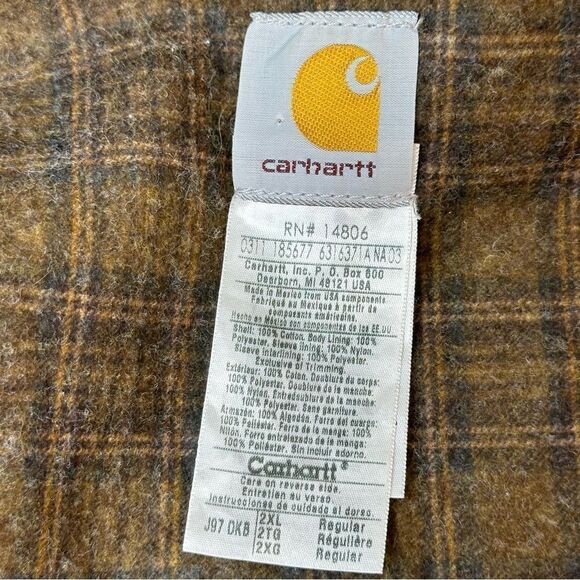 carhartt
RN# 14806
0311 185677 6316371A NA03
Carhartt, Inc. P. O. Box 600
Dearborn, MI 49121 USA
Made in Mexico from USA components
Fabriqué au Mexique à partir de
composants américains.
Hecho en México con componentes de los EE.UU.
Shell: 100% Cotton. Body Lining: 100%
Polyester. Sleeve lining: 100% Nylon.
Sleeve interlining: 100% Polyester.
Exclusive of Trimming.
Extérieur: 100% Coton. Doublure du corps:
100% Polyester. Doublure de la manche:
100% Nylon. Entredoublure de la manche:
100% Polyester. Sans garniture.
Armazón: 100% Algodón. Forro del cuerpo:
100% Poliéster. Forro de la manga: 100%
Nilón. Forro entrelazado de la manga:
100% Poliéster. Sin incluir adorno.
Carhartt®
Care on reverse side.
Entretien au verso.
Instrucciones de cuidado al dorso.
J97 DKB 2XL Regular
2TG Régulière
2XG Regular